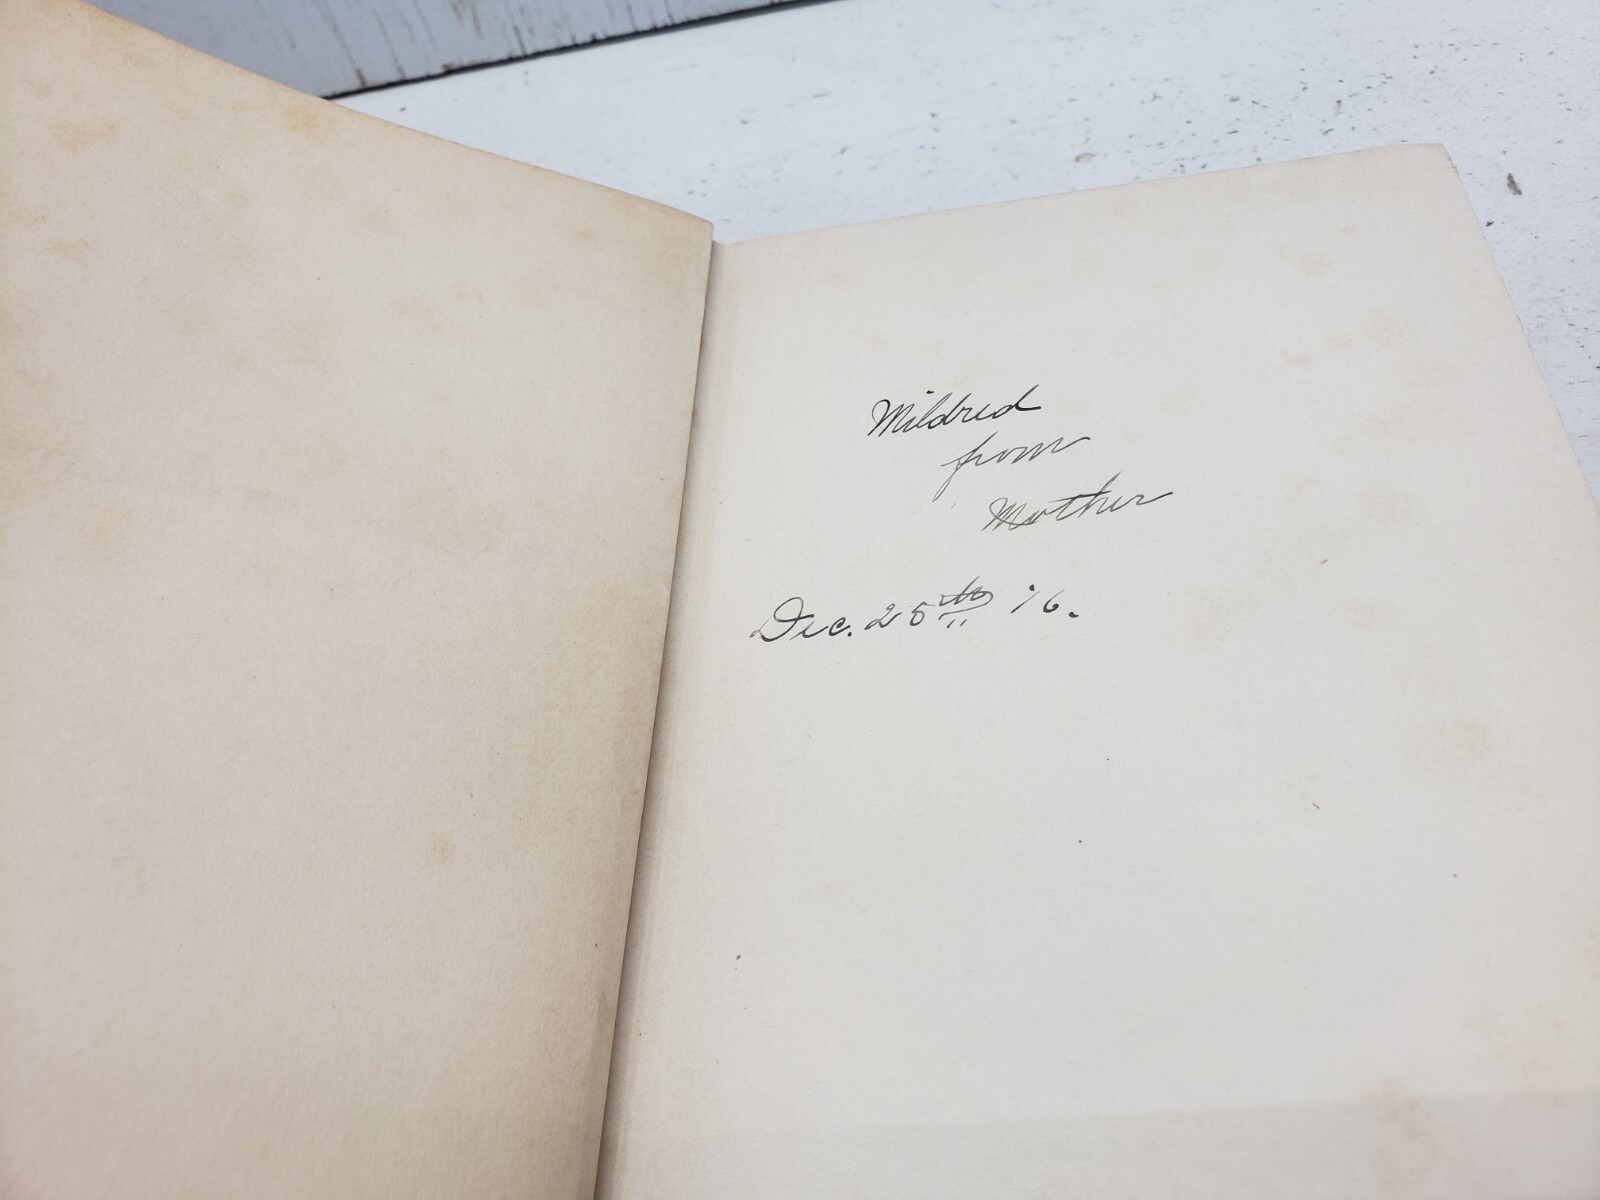 Mildred
from
Mother
Dec. 25th '16.